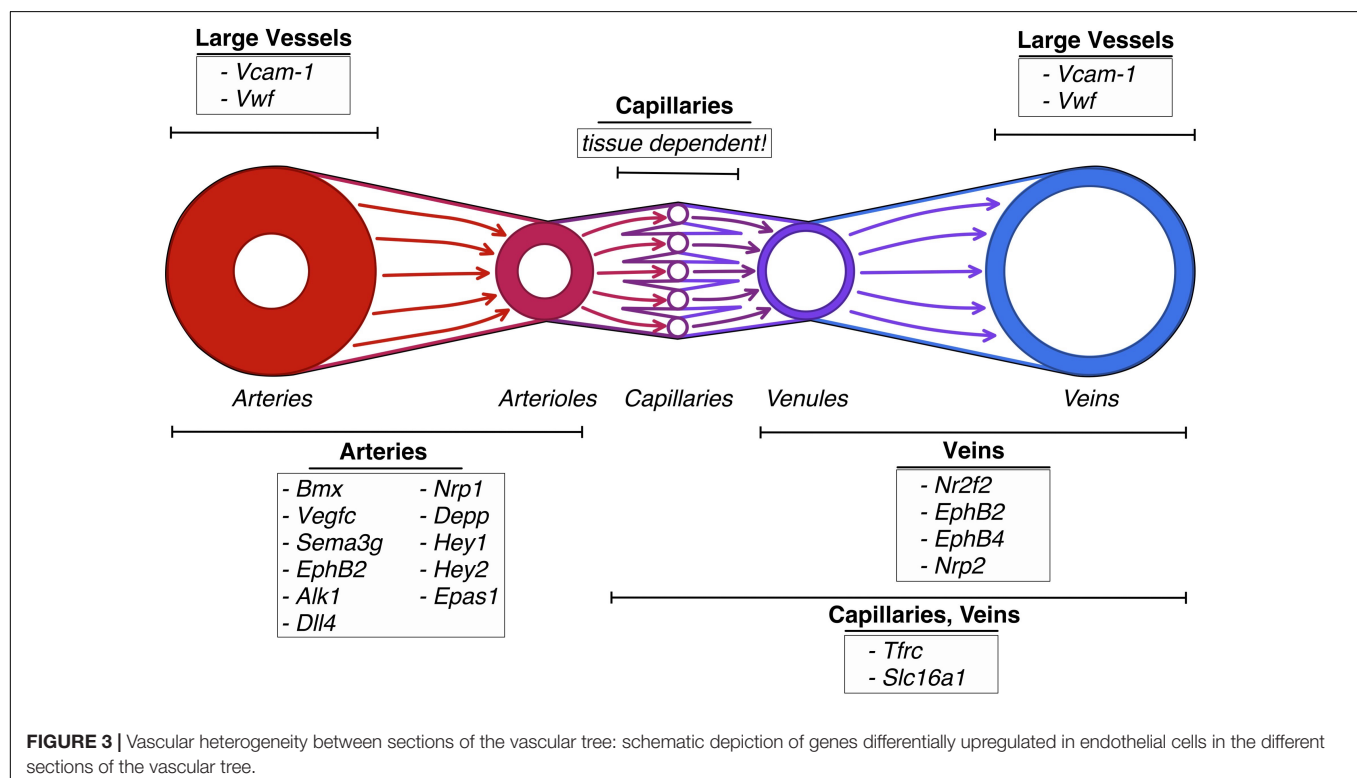 Large Vessels
- Vcam-1
- Vwf
Large Vessels
- Vcam-1
- Vwf
Capillaries
tissue dependent!
Arteries
Arterioles
Capillaries
Venules
Veins
Arteries
- Bmx
- Vegfc
- Sema3g
- EphB2
- Alk1
- Dll4
- Nrp1
- Depp
- Hey1
- Hey2
- Epas1
Veins
- Nr2f2
- EphB2
- EphB4
- Nrp2
Capillaries, Veins
- Tfrc
- Slc16a1
FIGURE 3 | Vascular heterogeneity between sections of the vascular tree: schematic depiction of genes differentially upregulated in endothelial cells in the different
sections of the vascular tree.